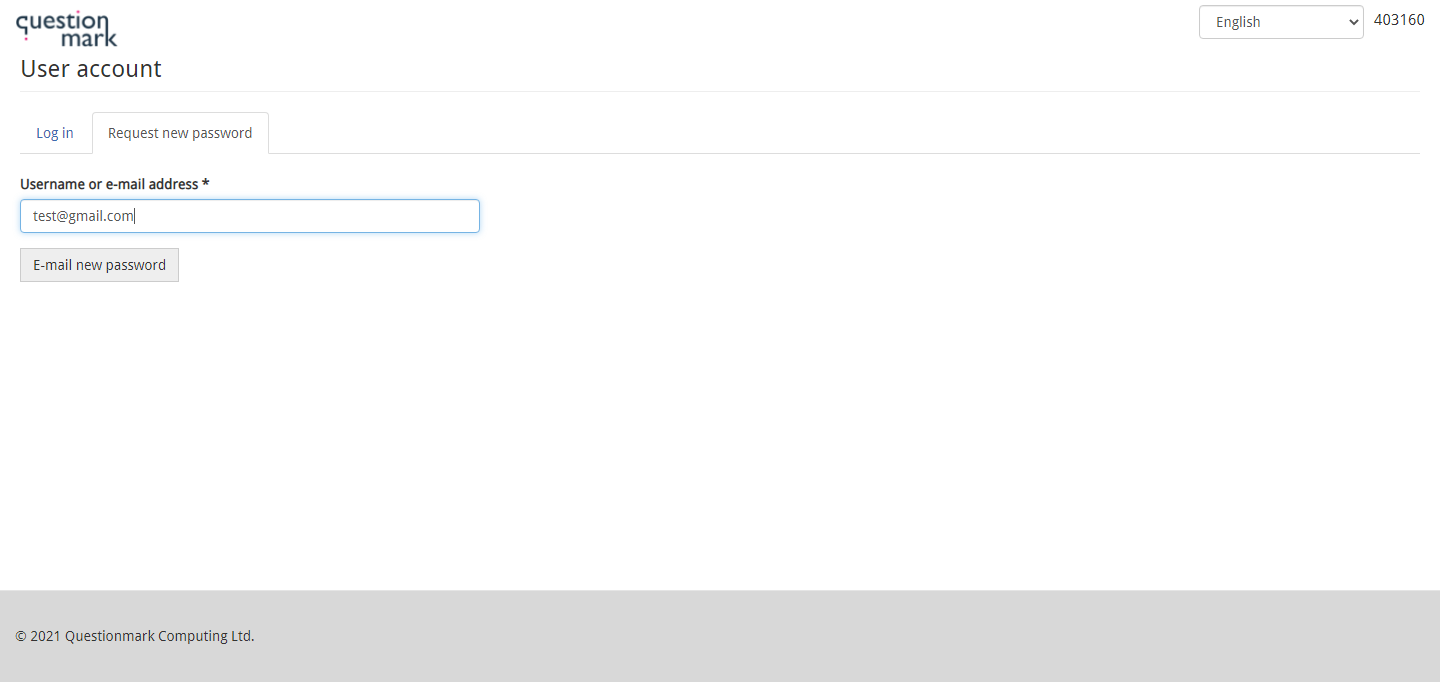 question
mark
English
403160
User account
Log in
Request new password
Username or e-mail address *
test@gmail.com
E-mail new password
© 2021 Questionmark Computing Ltd.